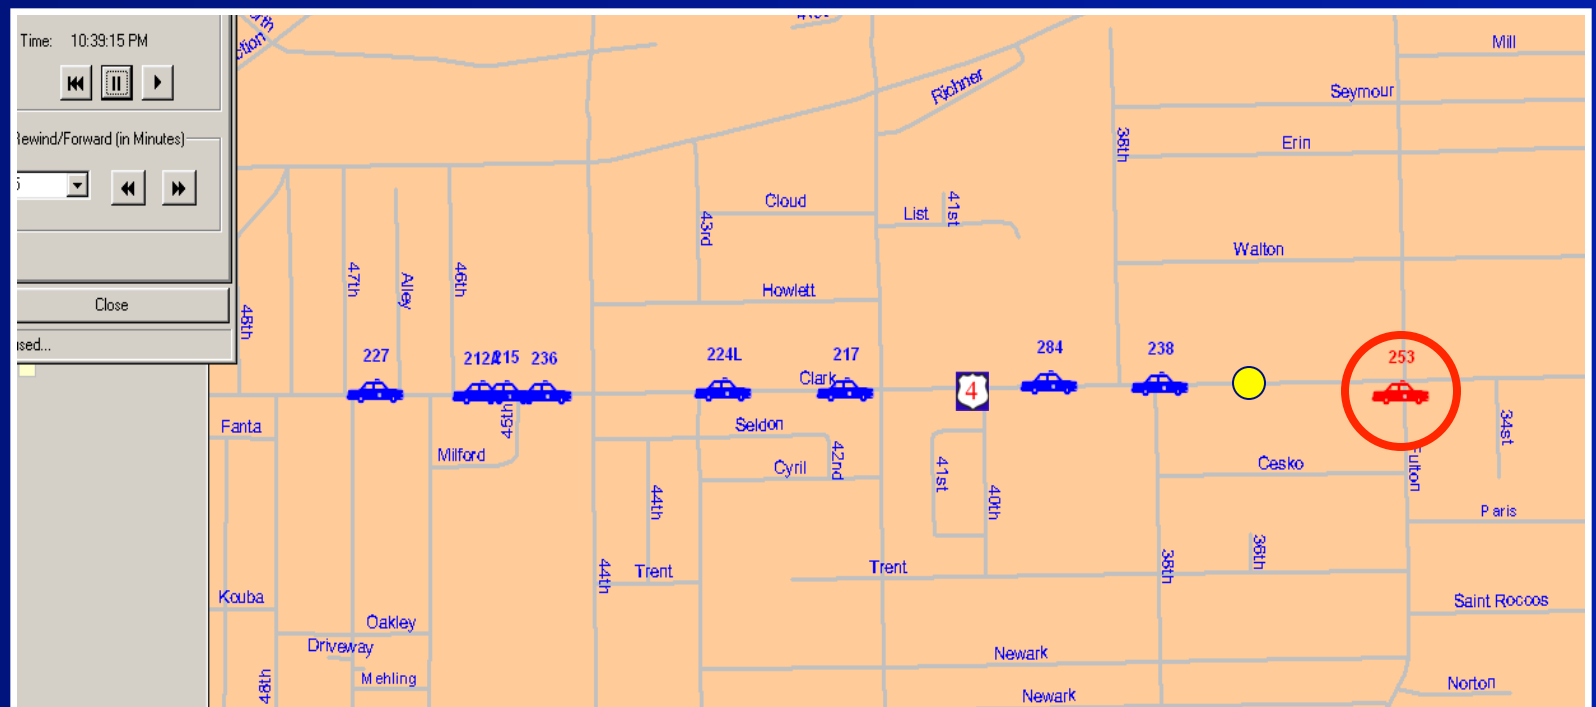 Time: 10:39:15 PM
Rewind/Forward (in Minutes)
Close
Mill
Seymour
Richner
38th
Erin
Cloud
List
41st
43rd
Walton
47th
Alley
46th
Howlett
48th
227
212A
215
236
224L
217
284
238
253
Clark
4
Fanta
45th
Seldon
34st
Milford
42nd
Cyril
41st
Cesko
Fulton
44th
40th
Paris
44th
Trent
Trent
38th
36th
Kouba
Saint Roccos
Oakley
Driveway
Newark
48th
Mehling
Norton
Newark